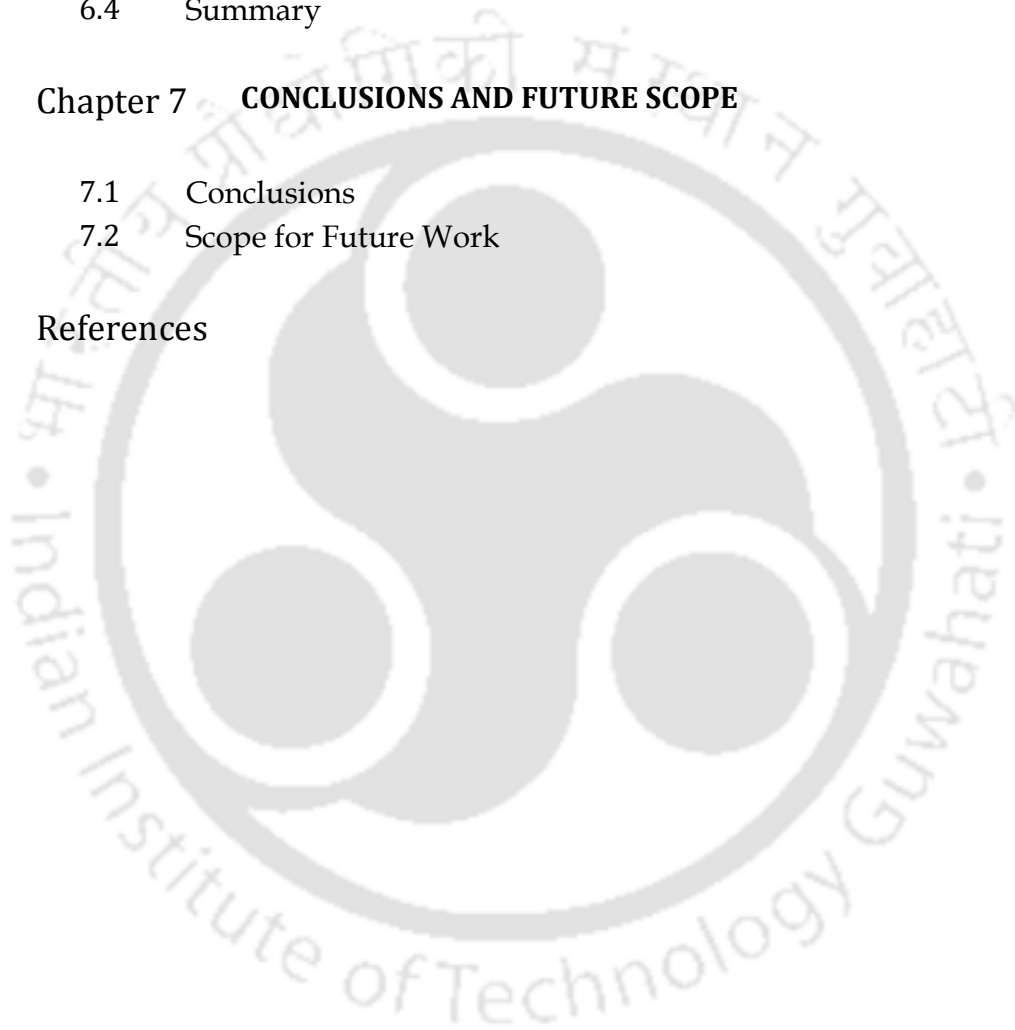 6.4 Summary
Chapter 7 CONCLUSIONS AND FUTURE SCOPE
7.1 Conclusions
7.2 Scope for Future Work
References
भारतीय प्रौद्योगिकी संस्थान गुवाहाटी
• Indian Institute of Technology Guwahati •